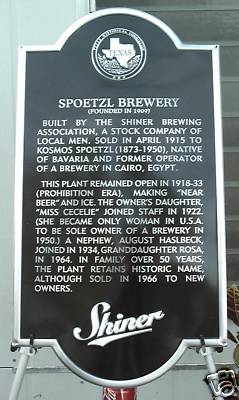 TEXAS
SPOETZL BREWERY
(FOUNDED IN 1909)
BUILT BY THE SHINER BREWING
ASSOCIATION, A STOCK COMPANY OF
LOCAL MEN. SOLD IN APRIL 1915 TO
KOSMOS SPOETZL (1873-1950), NATIVE
OF BAVARIA AND FORMER OPERATOR
OF A BREWERY IN CAIRO, EGYPT.
THIS PLANT REMAINED OPEN IN 1918-33
(PROHIBITION ERA), MAKING "NEAR
BEER" AND ICE. THE OWNER'S DAUGHTER,
"MISS CECELIE" JOINED STAFF IN 1922.
(SHE BECAME ONLY WOMAN IN U.S.A.
TO BE SOLE OWNER OF A BREWERY IN
1950.) A NEPHEW, AUGUST HASLBECK,
JOINED IN 1934, GRANDDAUGHTER ROSA,
IN 1964. IN FAMILY OVER 50 YEARS,
THE PLANT RETAINS HISTORIC NAME,
ALTHOUGH SOLD IN 1966 TO NEW
OWNERS.
Shiner